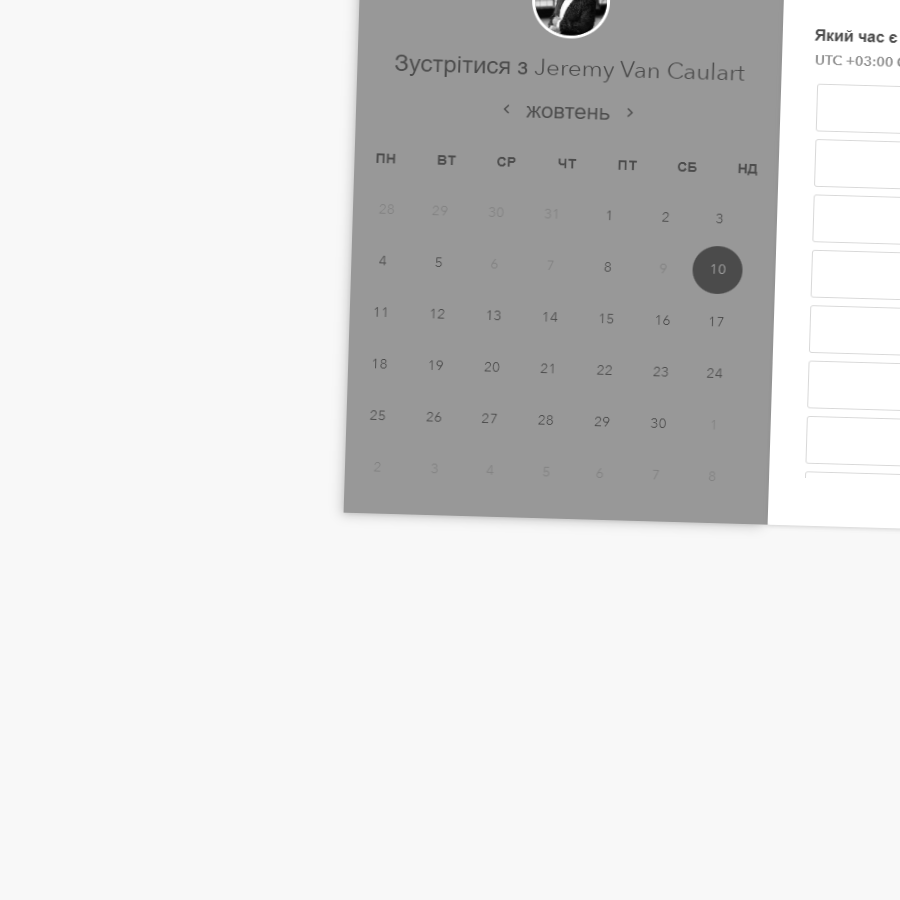 Зустрітися з Jeremy Van Caulart
‹ жовтень ›
ПН ВТ СР ЧТ ПТ СБ НД
28 29 30 31 1 2 3
4 5 6 7 8 9 10
11 12 13 14 15 16 17
18 19 20 21 22 23 24
25 26 27 28 29 30 1
2 3 4 5 6 7 8
Який час є
UTC +03:00